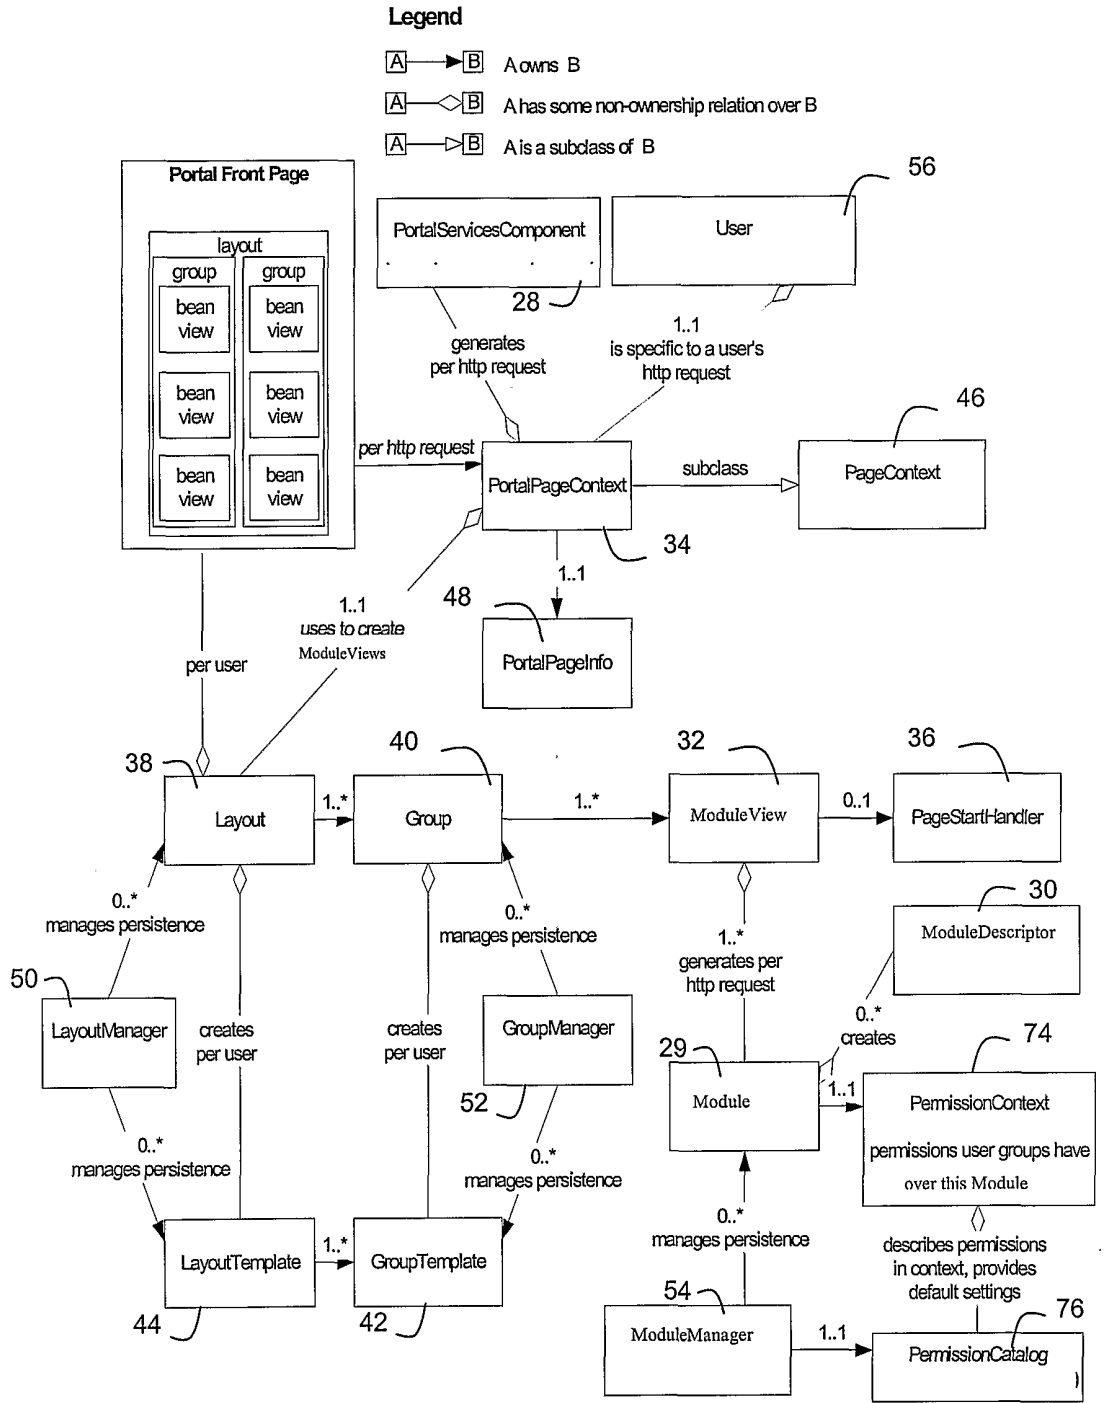 Legend
A B A owns B
A B A has some non-ownership relation over B
A B A is a subclass of B
Portal Front Page
layout
group group
bean view
bean view
bean view
bean view
bean view
bean view
PortalServicesComponent
28
User
56
generates
per http request
1..1
is specific to a user's
http request
per http request
PortalPageContext
34
subclass
PageContext
46
1..1
48
PortalPageInfo
1..1
uses to create
ModuleViews
per user
38
Layout
1..*
40
Group
1..*
32
ModuleView
0..1
36
PageStartHandler
0..*
manages persistence
0..*
manages persistence
1..*
generates per
http request
30
ModuleDescriptor
0..*
creates
50
LayoutManager
creates
per user
creates
per user
GroupManager
52
29
Module
1..1
74
PermissionContext
permissions user groups have
over this Module
0..*
manages persistence
0..*
manages persistence
0..*
manages persistence
describes permissions
in context, provides
default settings
LayoutTemplate
44
1..*
GroupTemplate
42
54
ModuleManager
1..1
76
PermissionCatalog
)